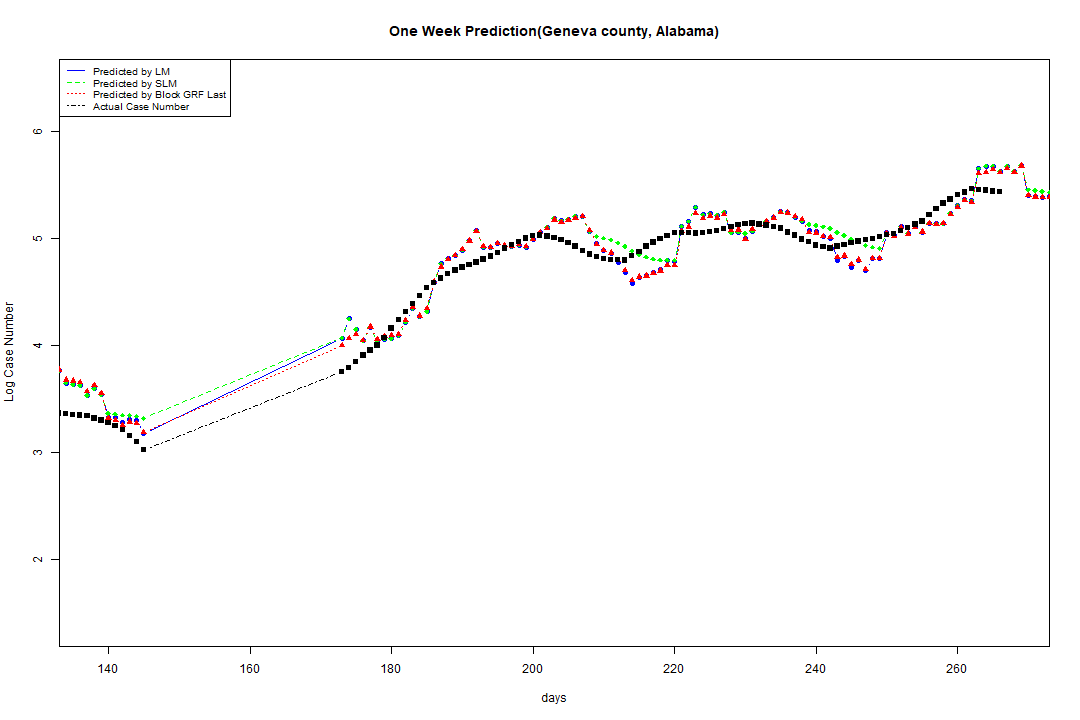 One Week Prediction(Geneva county, Alabama)
Predicted by LM
Predicted by SLM
Predicted by Block GRF Last
Actual Case Number
6
5
4
3
2
Log Case Number
140 160 180 200 220 240 260
days